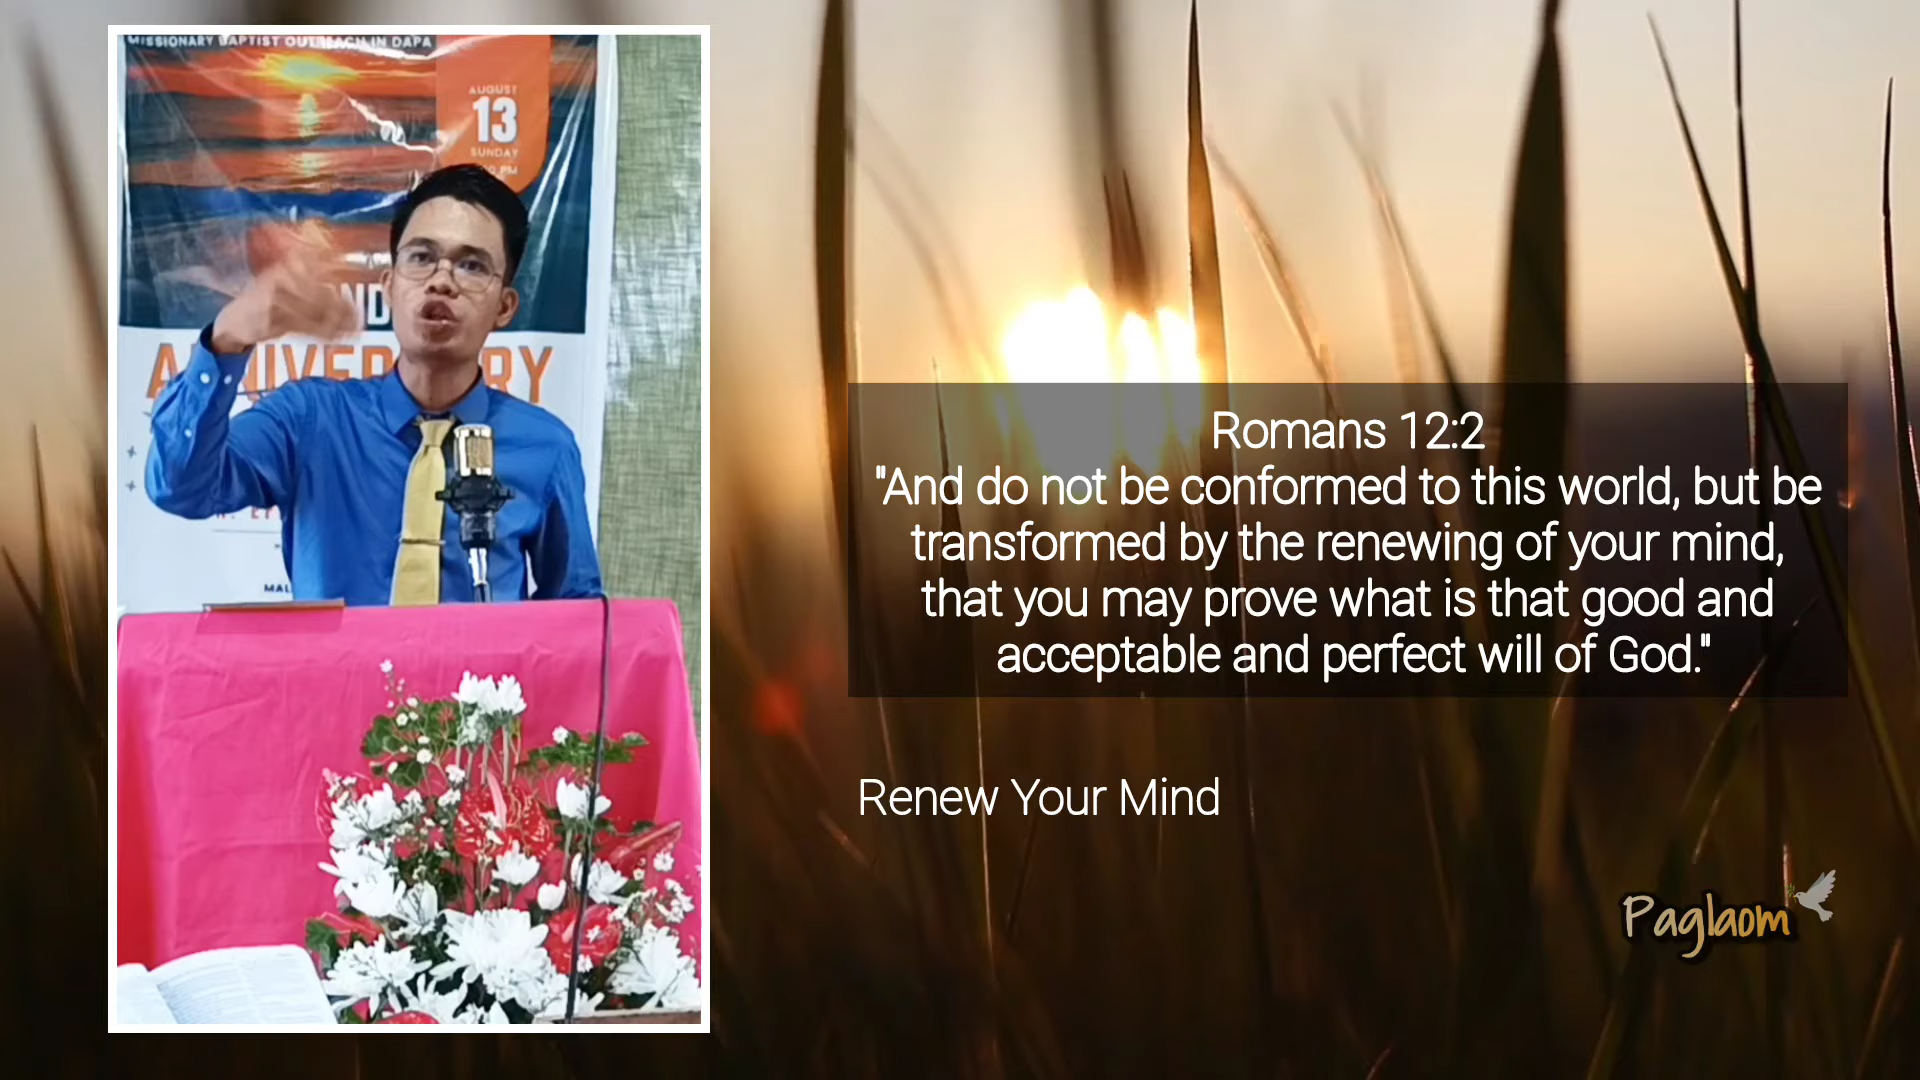 MISSIONARY BAPTIST OUTREACH IN DAPA
AUGUST
13
SUNDAY
PM
Romans 12:2
"And do not be conformed to this world, but be
transformed by the renewing of your mind,
that you may prove what is that good and
acceptable and perfect will of God."
Renew Your Mind
Paglaom